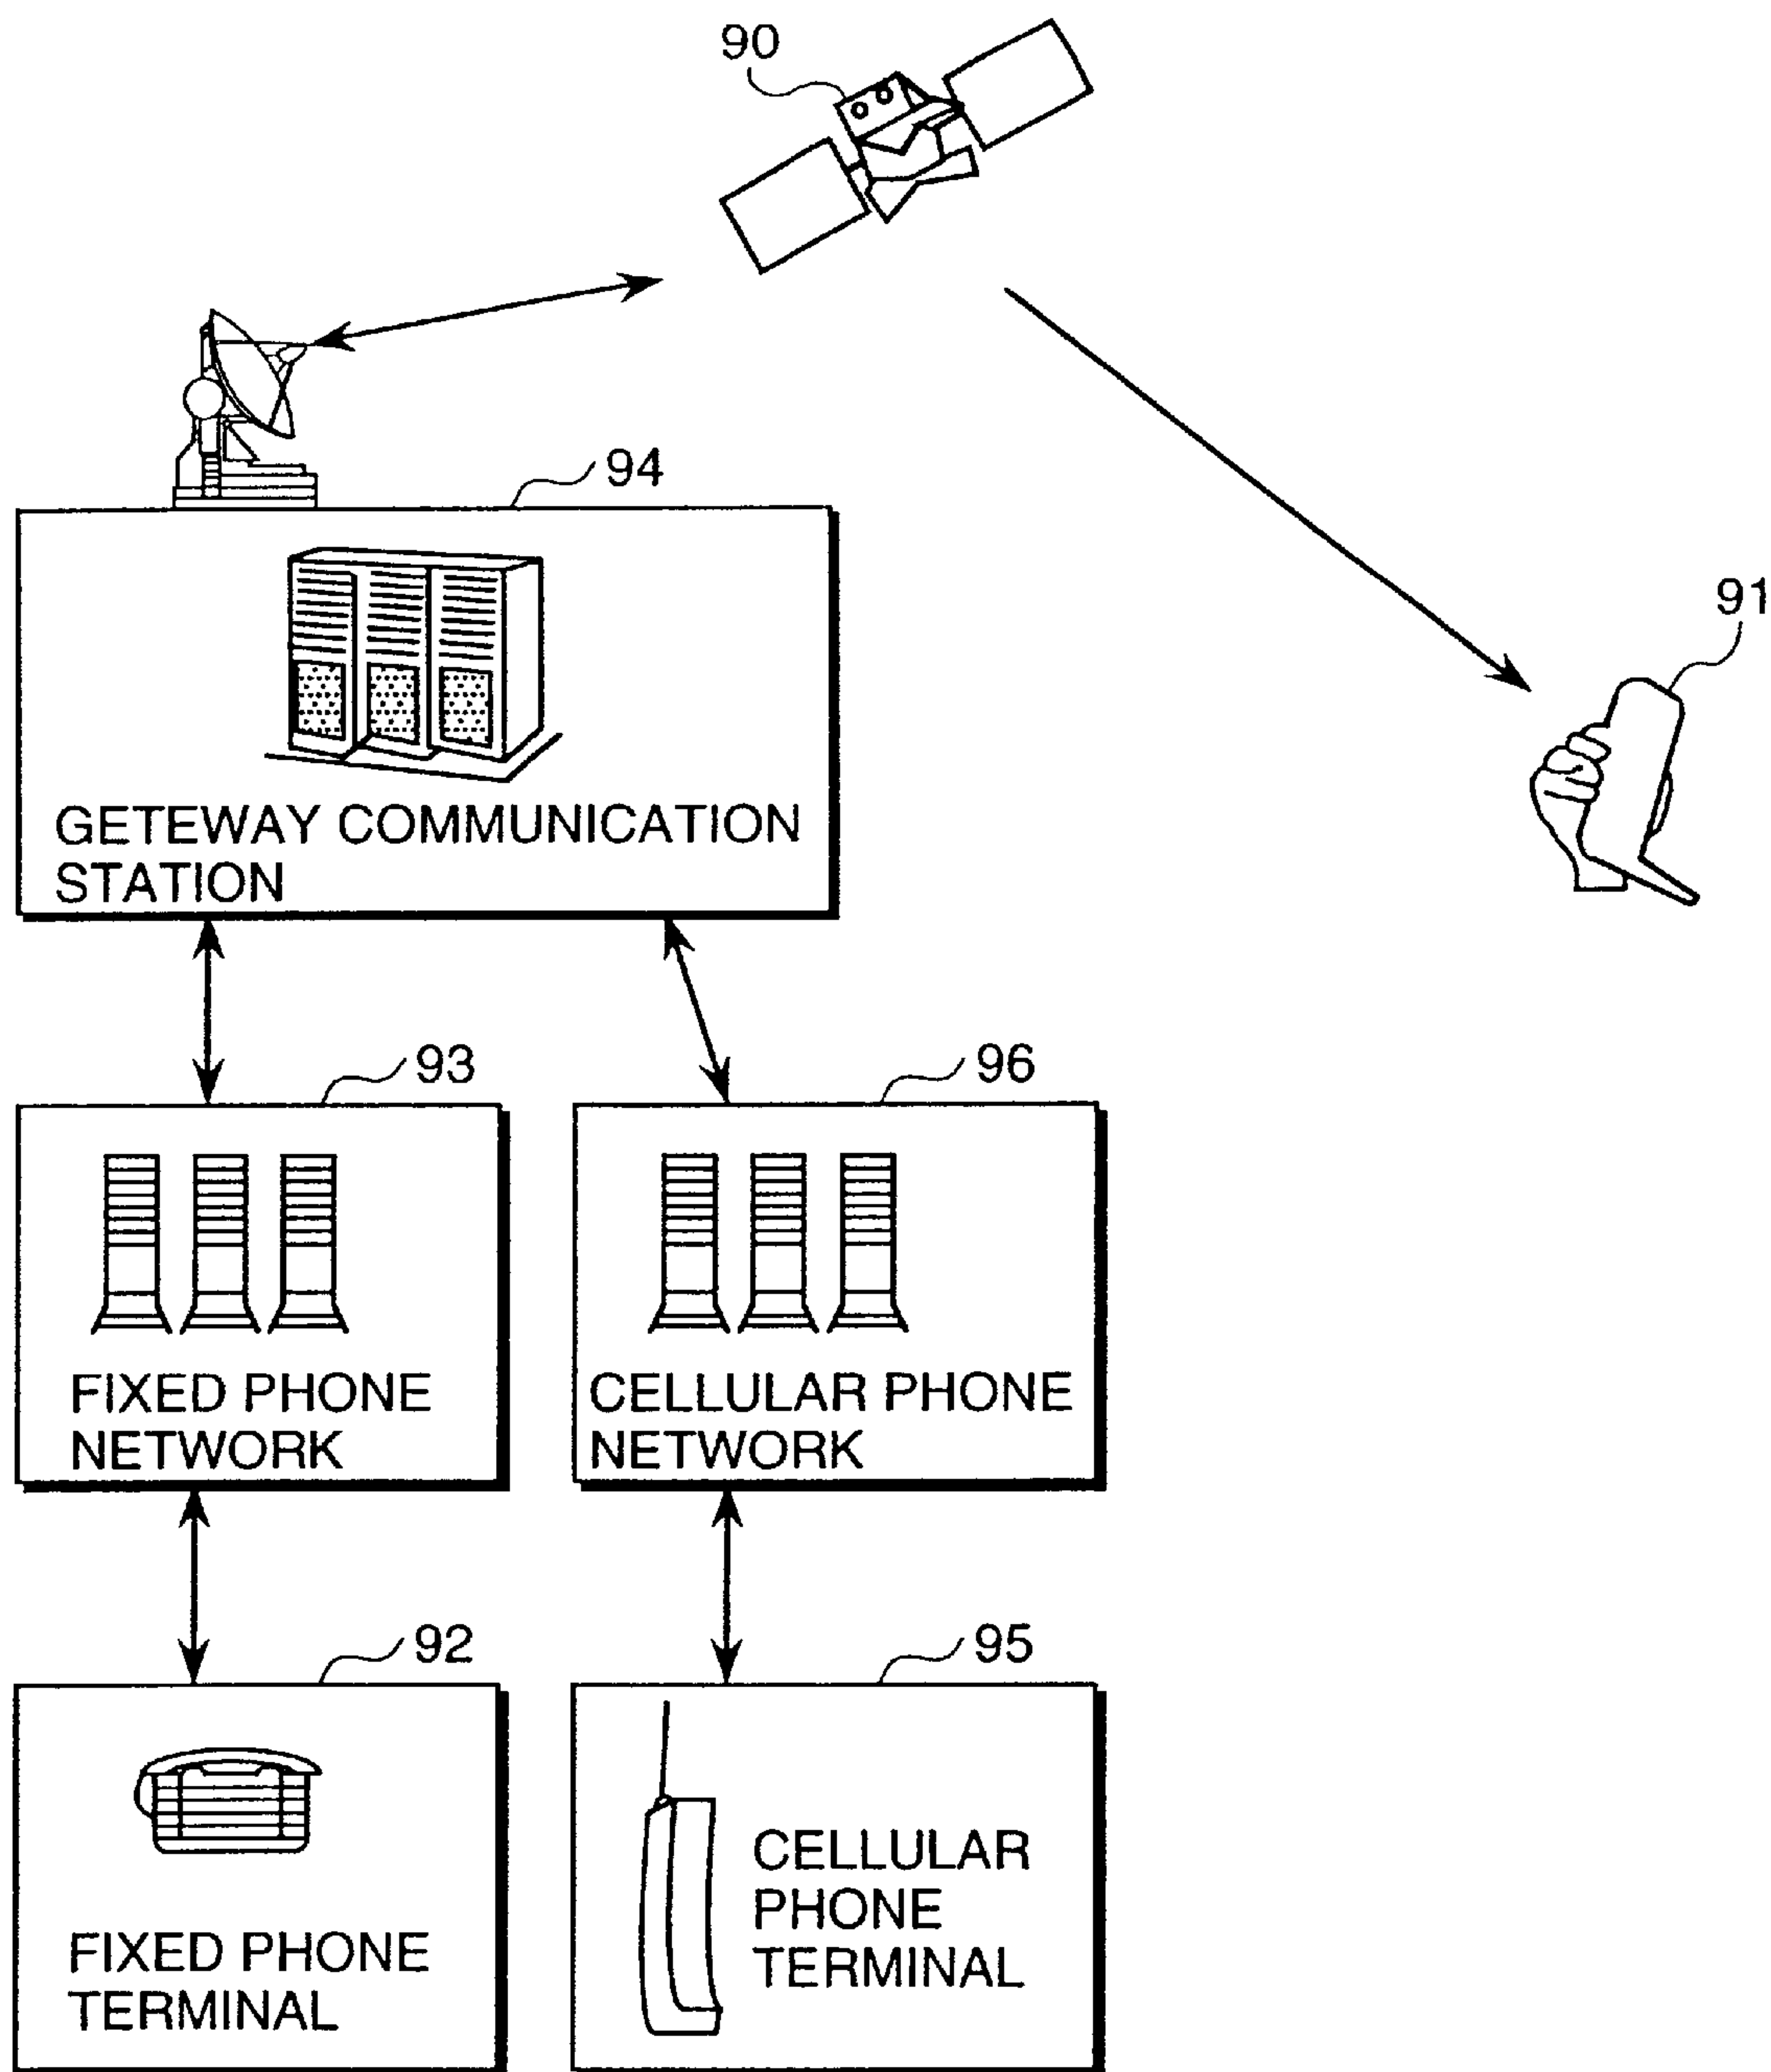 90
94
91
GETEWAY COMMUNICATION
STATION
93
96
FIXED PHONE
NETWORK
CELLULAR PHONE
NETWORK
92
95
FIXED PHONE
TERMINAL
CELLULAR
PHONE
TERMINAL